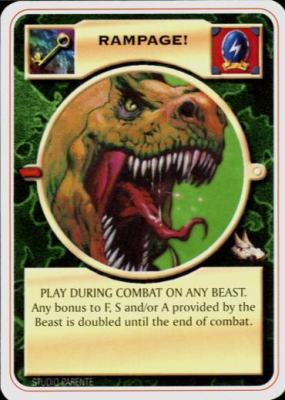 RAMPAGE!
PLAY DURING COMBAT ON ANY BEAST.
Any bonus to F, S and/or A provided by the
Beast is doubled until the end of combat.
STUDIO PARENTE